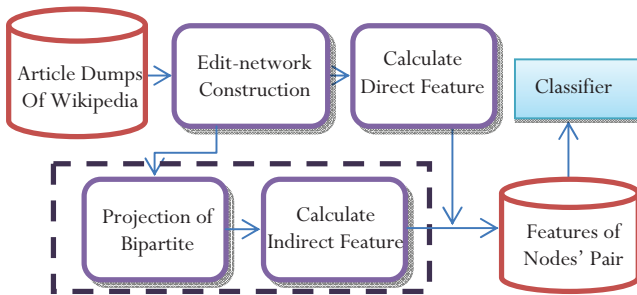 Article Dumps
Of Wikipedia
Edit-network
Construction
Calculate
Direct Feature
Classifier
Projection of
Bipartite
Calculate
Indirect Feature
Features of
Nodes' Pair